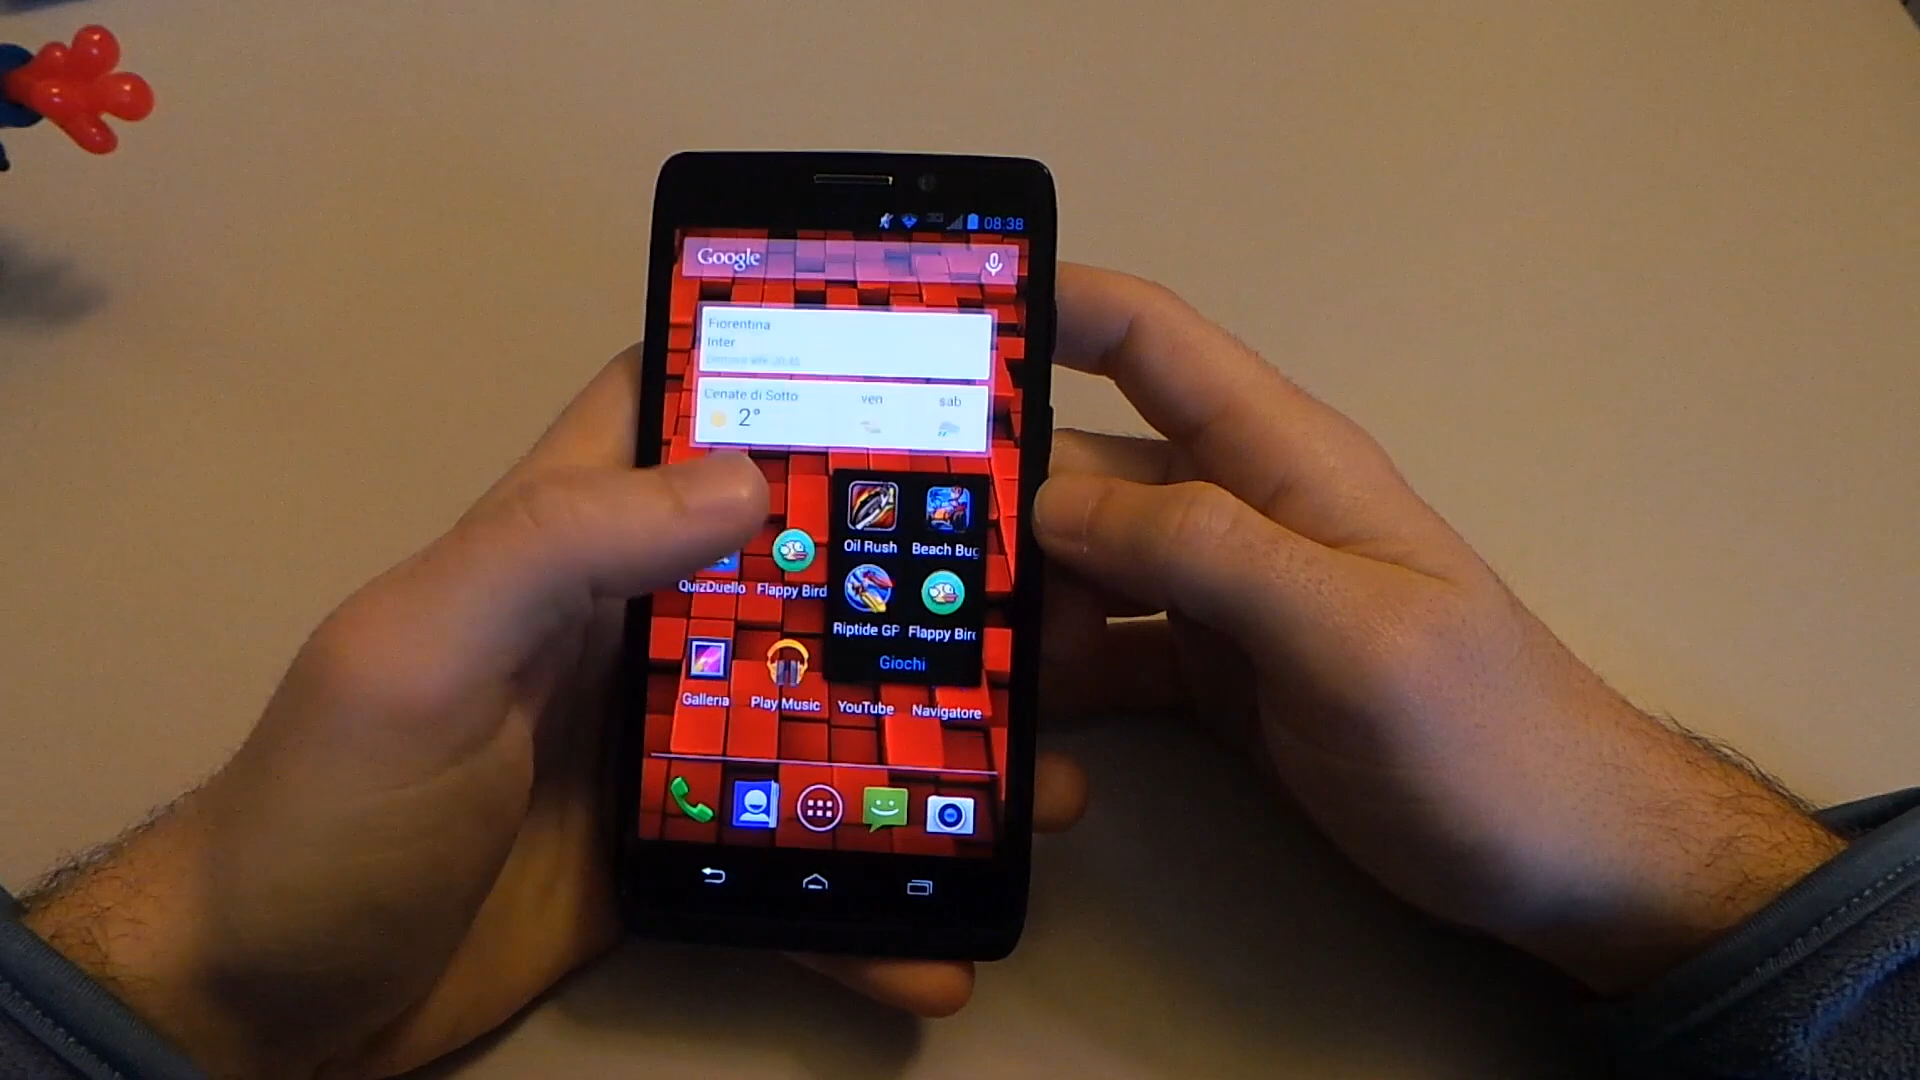 08:38
Google
Fiorentina
Inter
Cenate di Sotto
2°
ven
sab
Oil Rush
Beach Bug
Riptide GP
Flappy Bird
Giochi
QuizDuello
Flappy Bird
Galleria
Play Music
YouTube
Navigatore